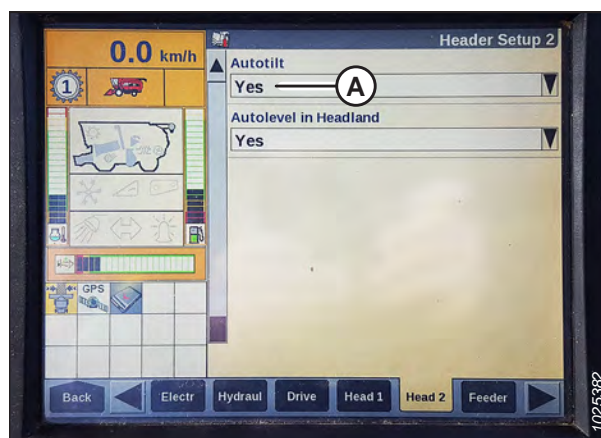 0.0 km/h
Header Setup 2
1
Autotilt
Yes
A
Autolevel in Headland
Yes
GPS
Back
Electr
Hydraul
Drive
Head 1
Head 2
Feeder
1025382